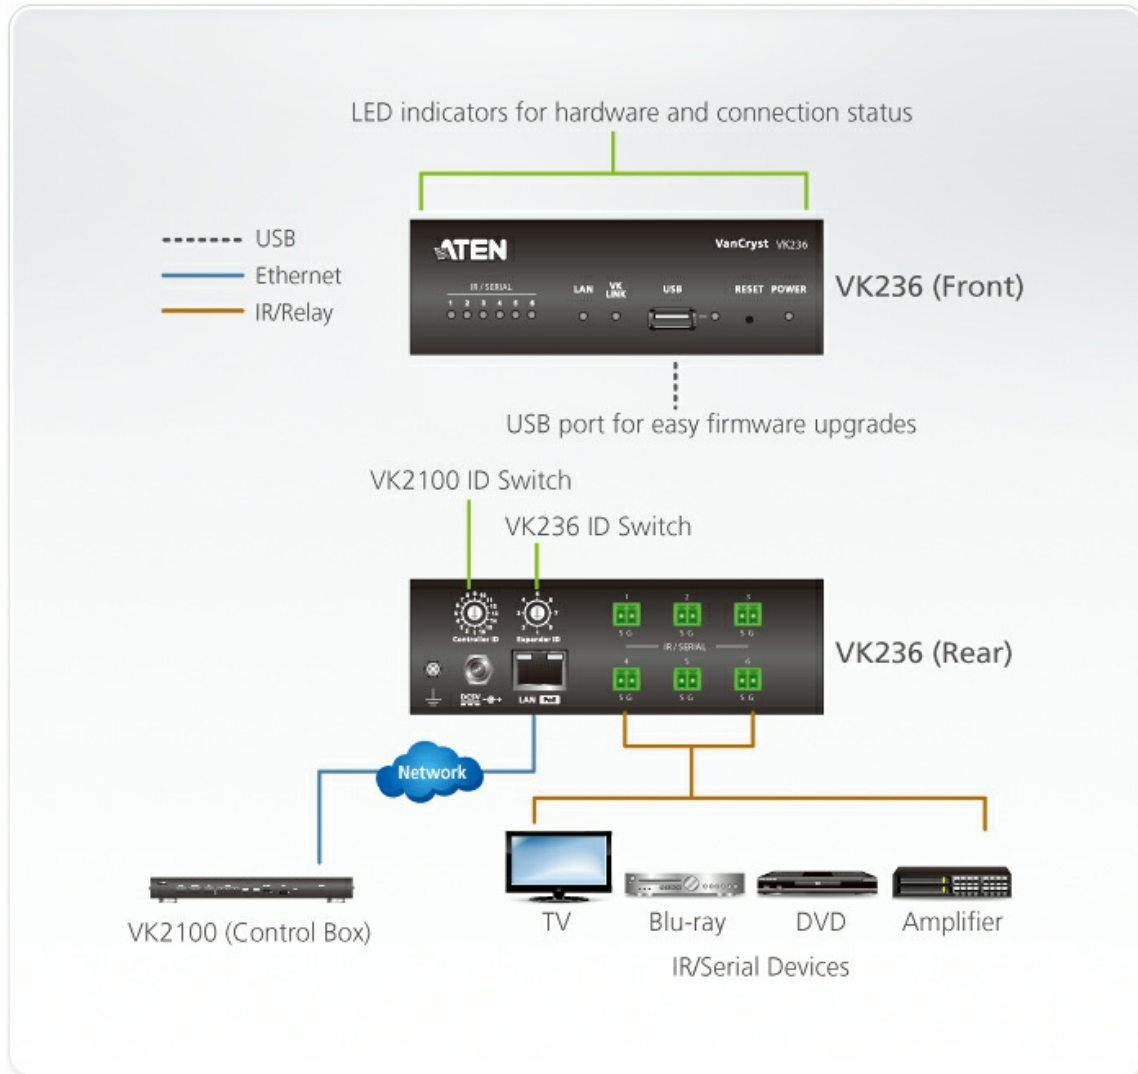 LED indicators for hardware and connection status
USB
Ethernet
IR/Relay
ATEN
VanCryst VK236
IR / SERIAL
1 2 3 4 5 6
LAN
VK LINK
USB
RESET
POWER
VK236 (Front)
USB port for easy firmware upgrades
VK2100 ID Switch
VK236 ID Switch
Controller ID
Expander ID
DC5V
LAN PoE
1 2 3
S G S G S G
IR / SERIAL
4 5 6
S G S G S G
VK236 (Rear)
Network
VK2100 (Control Box)
TV
Blu-ray
DVD
Amplifier
IR/Serial Devices